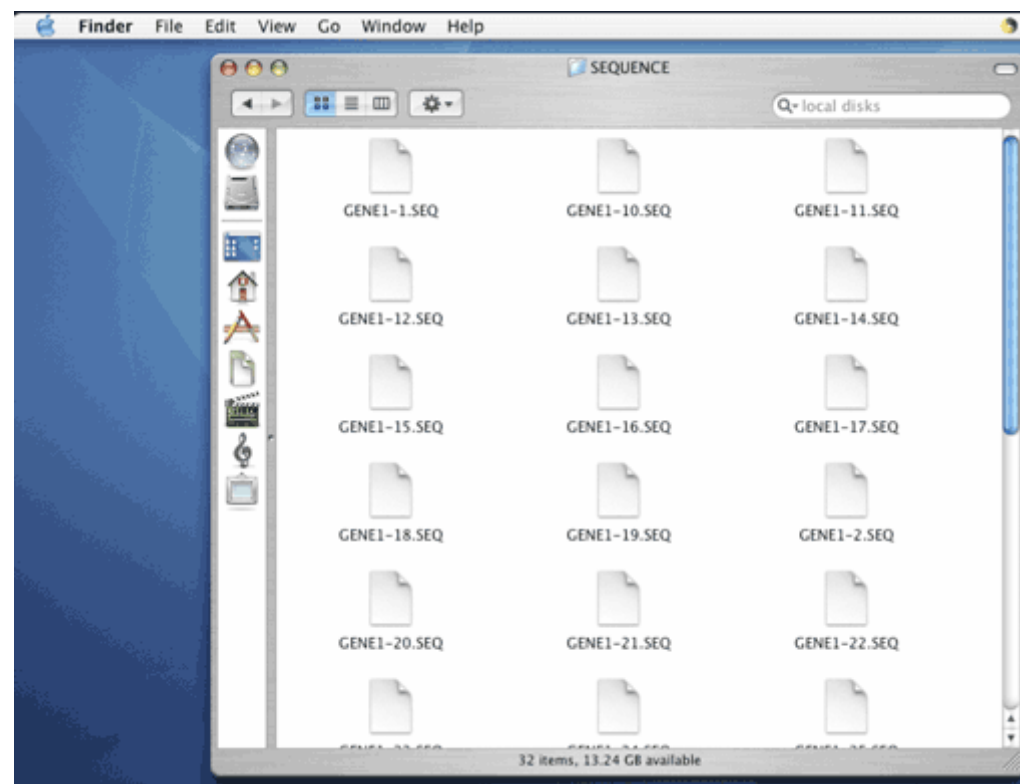 Finder File Edit View Go Window Help
SEQUENCE
local disks
GENE1-1.SEQ GENE1-10.SEQ GENE1-11.SEQ
GENE1-12.SEQ GENE1-13.SEQ GENE1-14.SEQ
GENE1-15.SEQ GENE1-16.SEQ GENE1-17.SEQ
GENE1-18.SEQ GENE1-19.SEQ GENE1-2.SEQ
GENE1-20.SEQ GENE1-21.SEQ GENE1-22.SEQ
32 items, 13.24 GB available